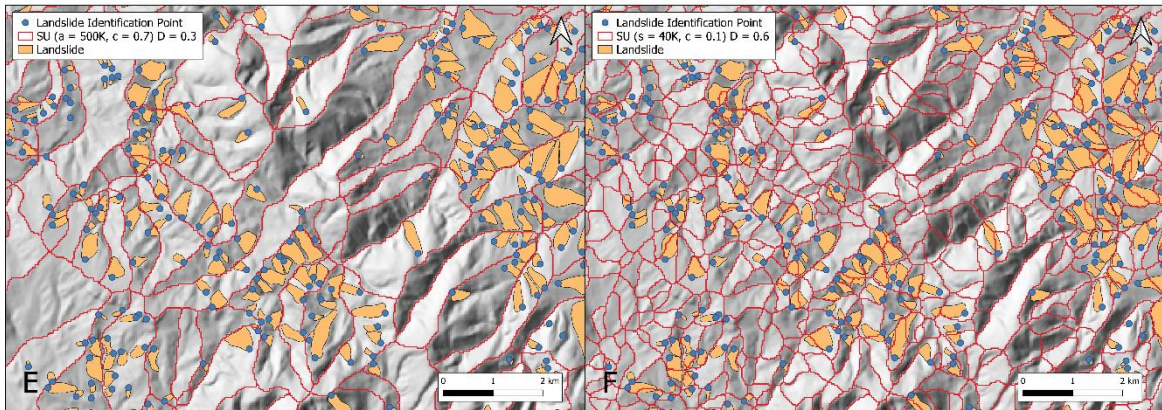 Landslide Identification Point
SU (a = 500K, c = 0.7) D = 0.3
Landslide
E
0 1 2 km
Landslide Identification Point
SU (s = 40K, c = 0.1) D = 0.6
Landslide
F
0 1 2 km